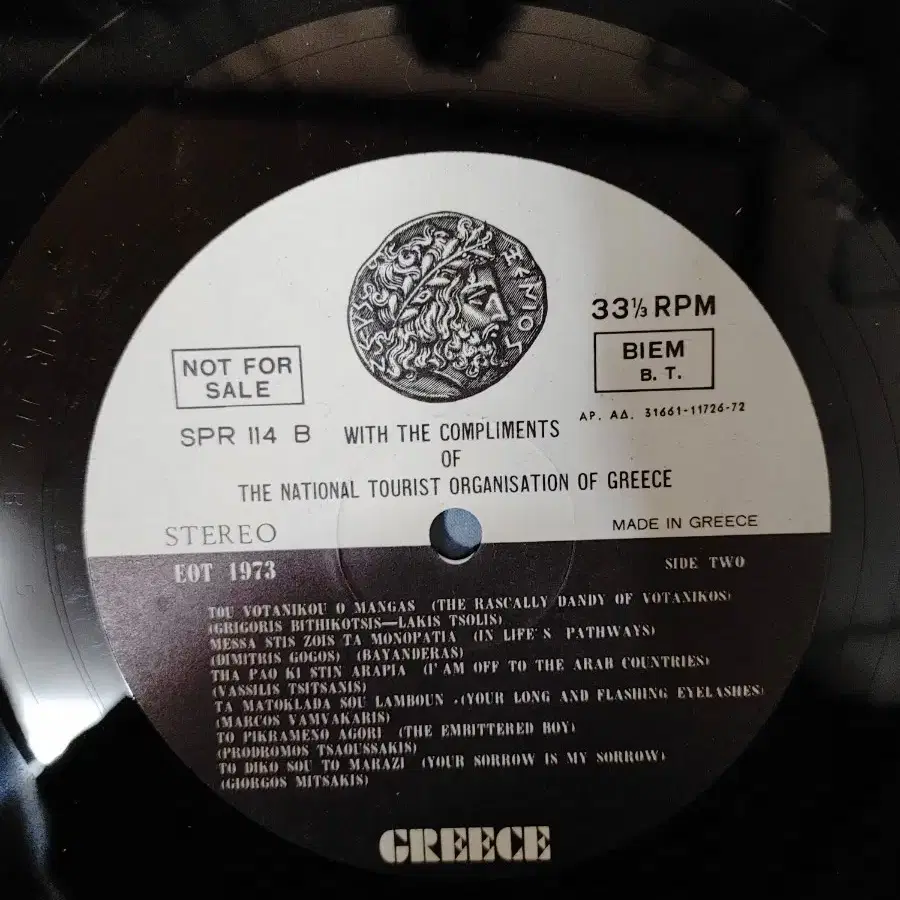 ΞΕΝΙΟΣ
ΖΕΥΣ
33⅓ RPM
NOT FOR
SALE
BIEM
B. T.
ΑΡ. ΑΔ. 31661-11726-72
SPR 114 B
WITH THE COMPLIMENTS
OF
THE NATIONAL TOURIST ORGANISATION OF GREECE
STEREO
MADE IN GREECE
EOT 1973
SIDE TWO
TOU VOTANIKOU O MANGAS (THE RASCALLY DANDY OF VOTANIKOS)
(GRIGORIS BITHIKOTSIS—LAKIS TSOLIS)
MESSA STIS ZOIS TA MONOPATIA (IN LIFE'S PATHWAYS)
(DIMITRIS GOGOS) (BAYANDERAS)
THA PAO KI STIN ARAPIA (I'AM OFF TO THE ARAB COUNTRIES)
(VASSILIS TSITSANIS)
TA MATOKLADA SOU LAMBOUN (YOUR LONG AND FLASHING EYELASHES)
(MARCOS VAMVAKARIS)
TO PIKRAMENO AGORI (THE EMBITTERED BOY)
(PRODROMOS TSAOUSSAKIS)
TO DIKO SOU TO MARAZI (YOUR SORROW IS MY SORROW)
(GIORGOS MITSAKIS)
GREECE